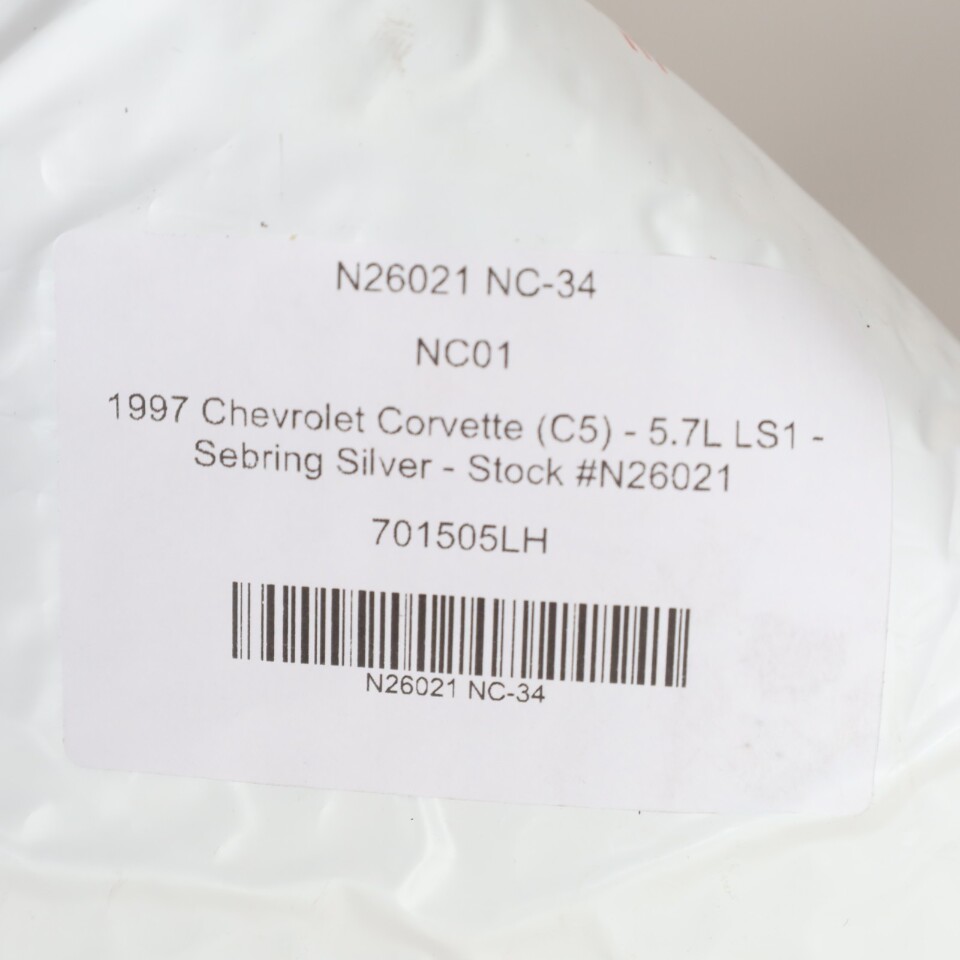 N26021 NC-34
NC01
1997 Chevrolet Corvette (C5) - 5.7L LS1 -
Sebring Silver - Stock #N26021
701505LH
N26021 NC-34